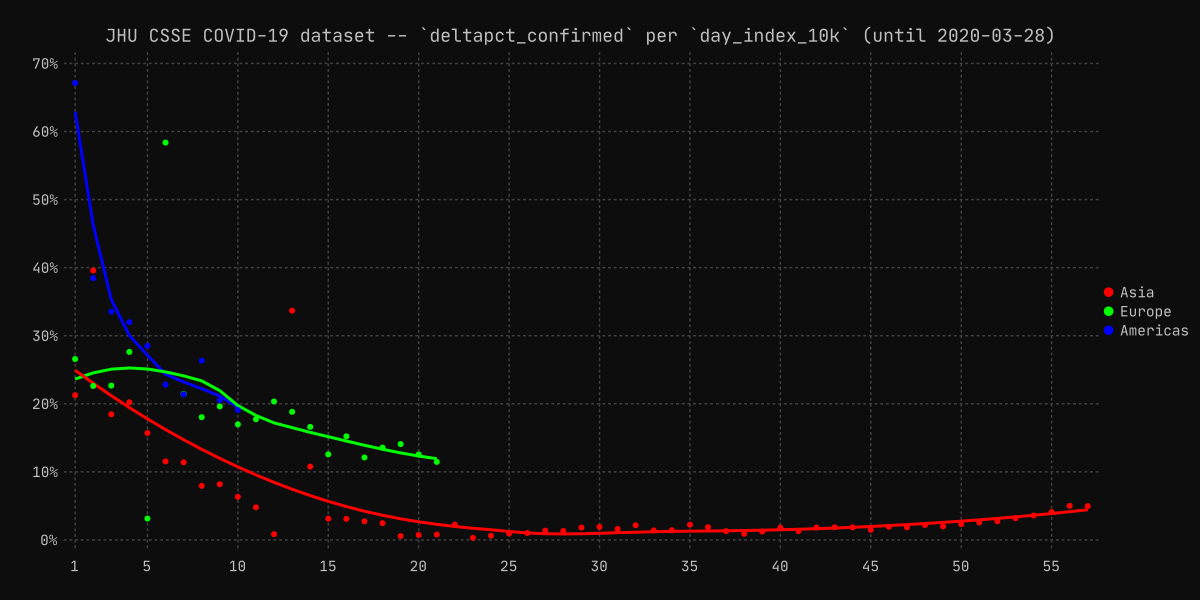 JHU CSSE COVID-19 dataset -- `deltapct_confirmed` per `day_index_10k` (until 2020-03-28)
70%
60%
50%
40%
30%
20%
10%
0%
1 5 10 15 20 25 30 35 40 45 50 55
Asia
Europe
Americas